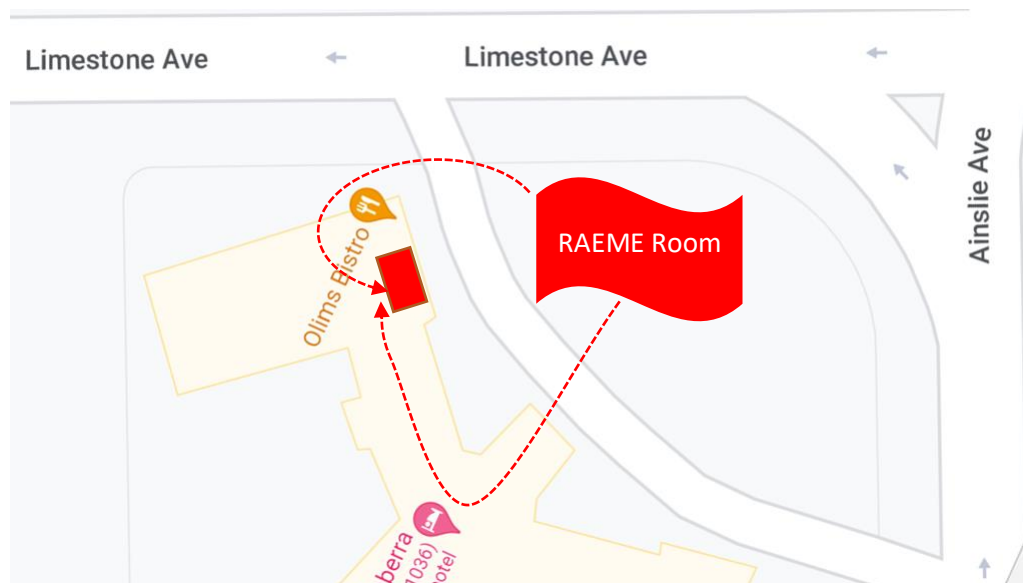 Limestone Ave
Limestone Ave
Ainslie Ave
RAEME Room
Olims Bistro
berra
1036)
otel